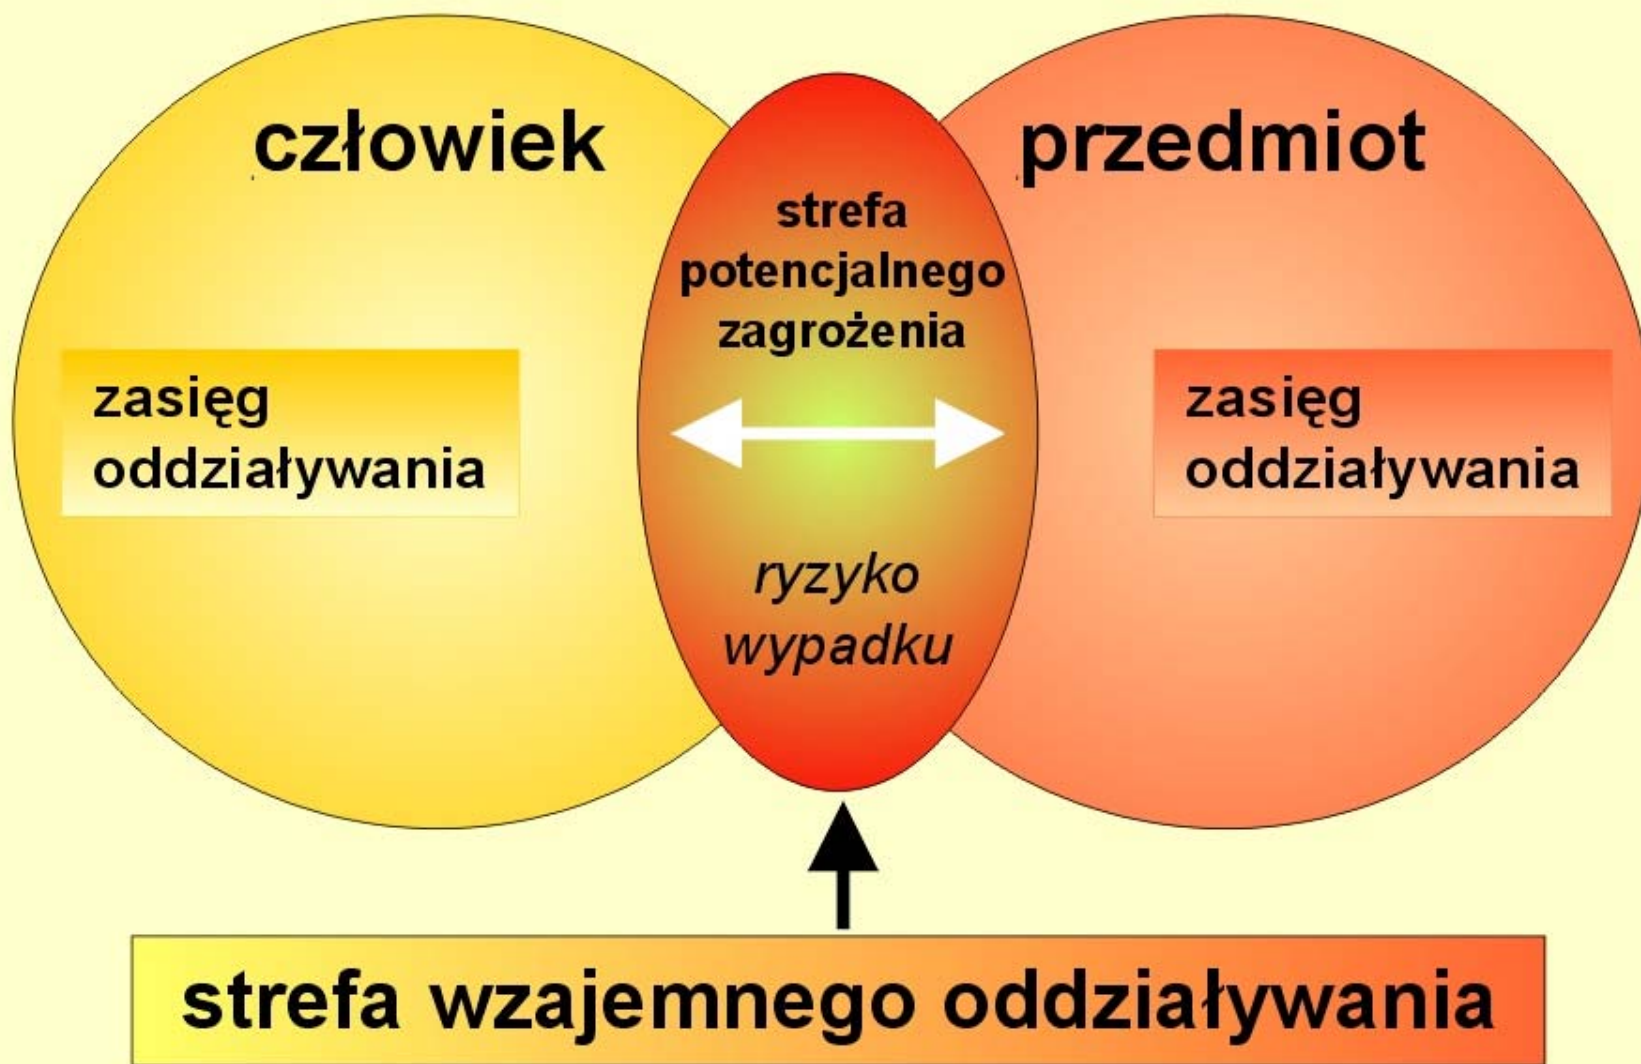 człowiek
przedmiot
strefa
potencjalnego
zagrożenia
zasięg
oddziaływania
zasięg
oddziaływania
ryzyko
wypadku
strefa wzajemnego oddziaływania